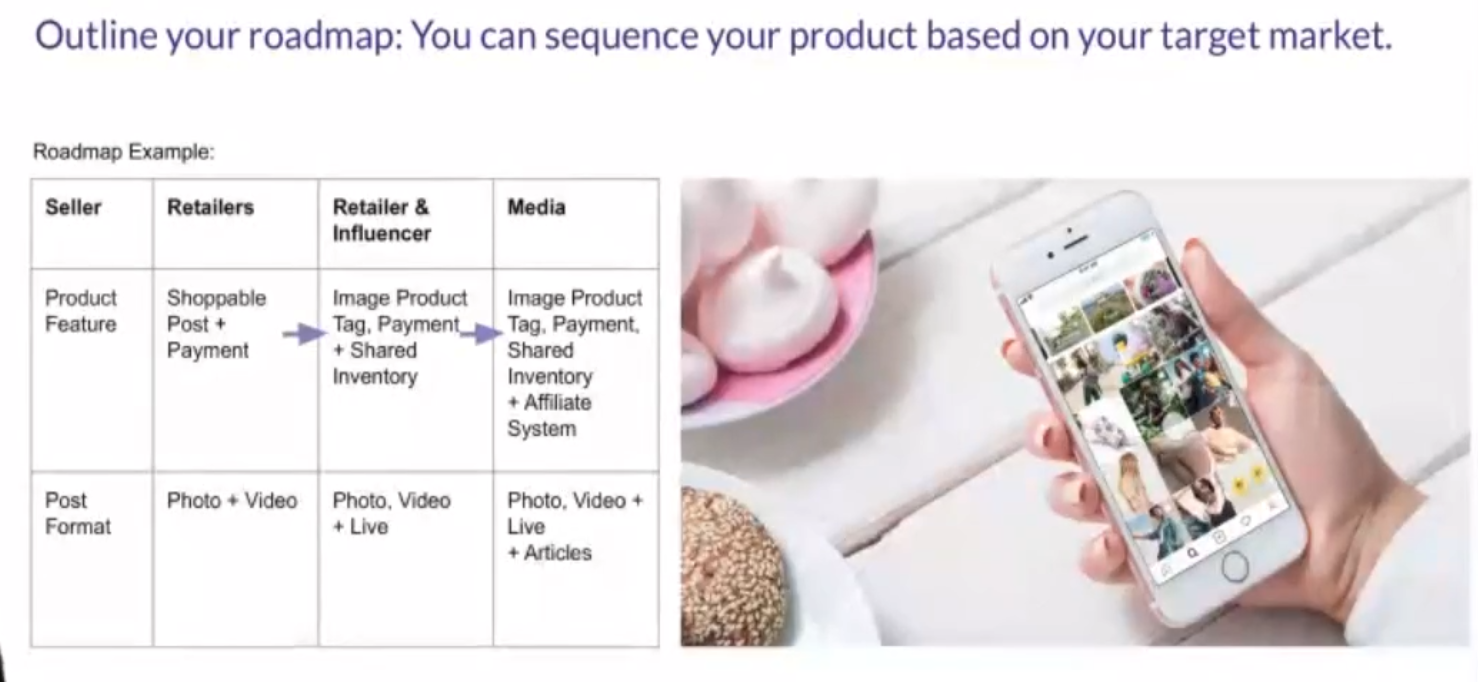 Outline your roadmap: You can sequence your product based on your target market.
Roadmap Example:
Seller
Retailers
Retailer &
Influencer
Media
Product
Feature
Shoppable
Post +
Payment
Image Product
Tag, Payment
+ Shared
Inventory
Image Product
Tag, Payment,
Shared
Inventory
+ Affiliate
System
Post
Format
Photo + Video
Photo, Video
+ Live
Photo, Video +
Live
+ Articles